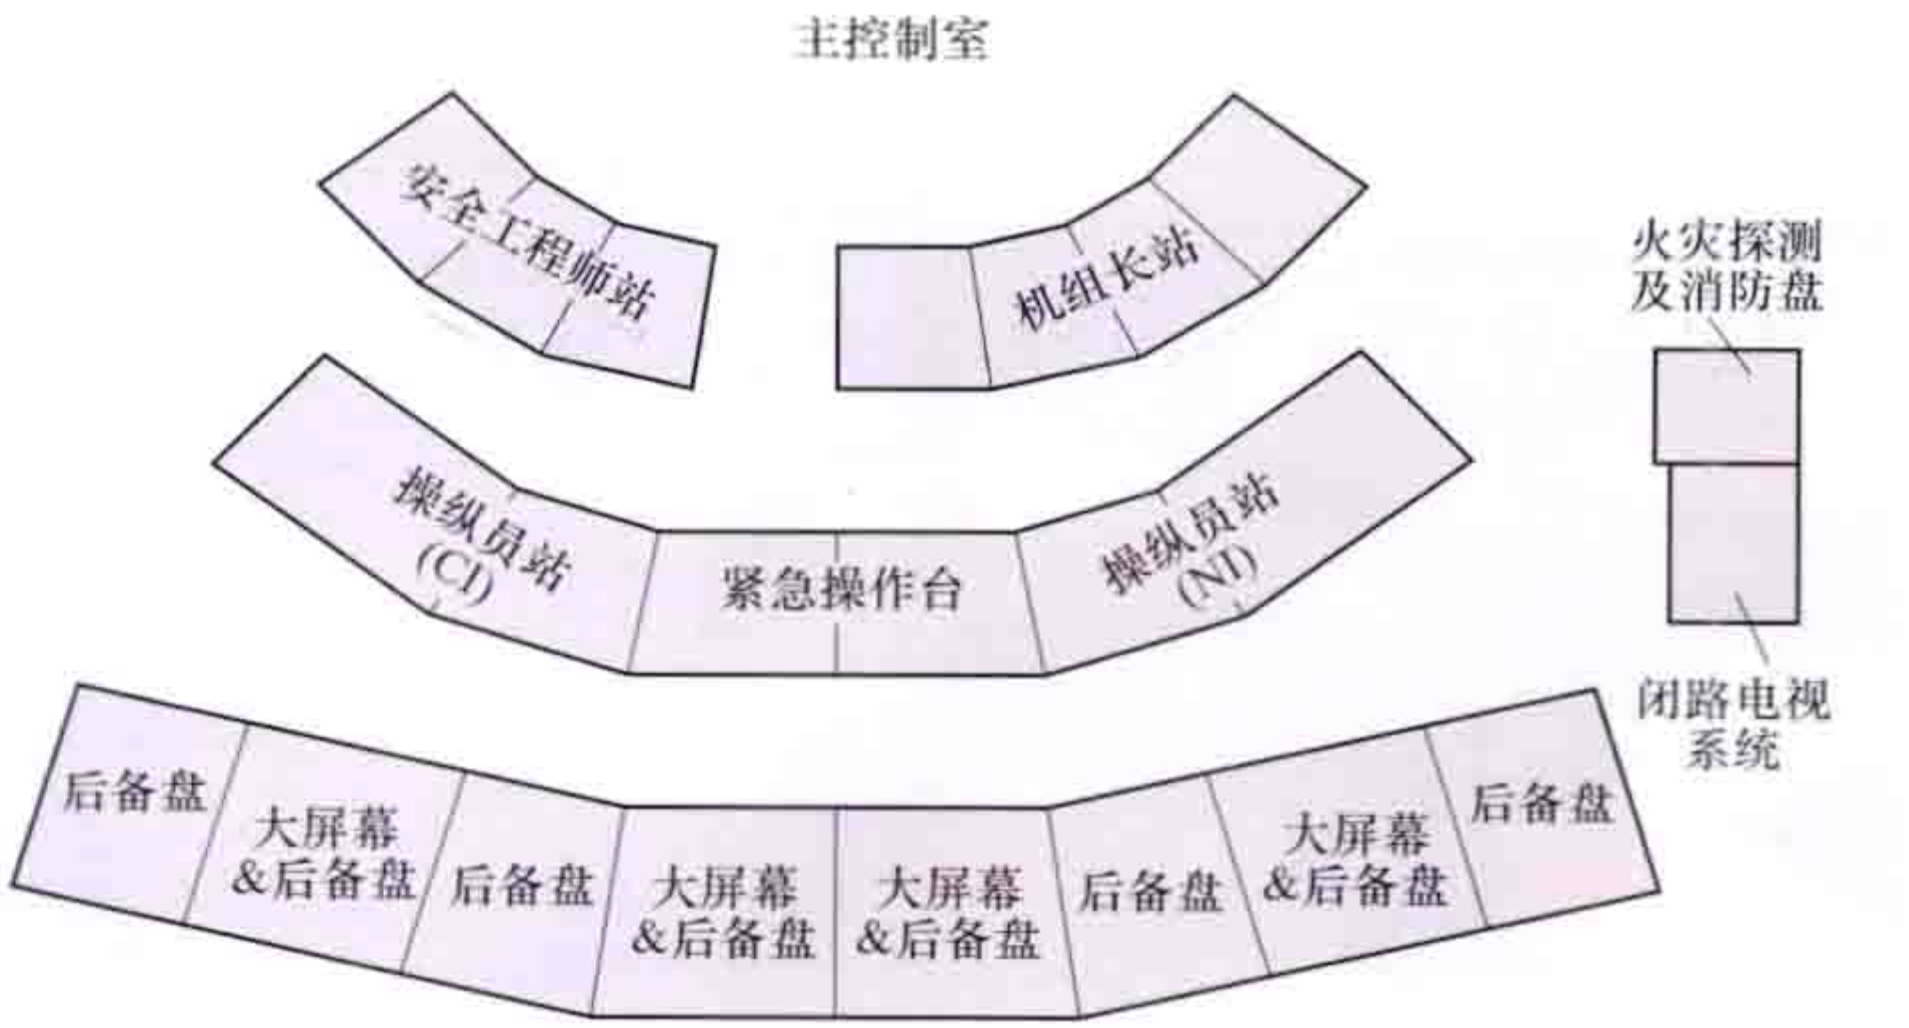 主控制室
安全工程师站
机组长站
火灾探测
及消防盘
操纵员站
(CI)
紧急操作台
操纵员站
(NI)
闭路电视
系统
后备盘
大屏幕
&后备盘
后备盘
大屏幕
&后备盘
大屏幕
&后备盘
后备盘
大屏幕
&后备盘
后备盘